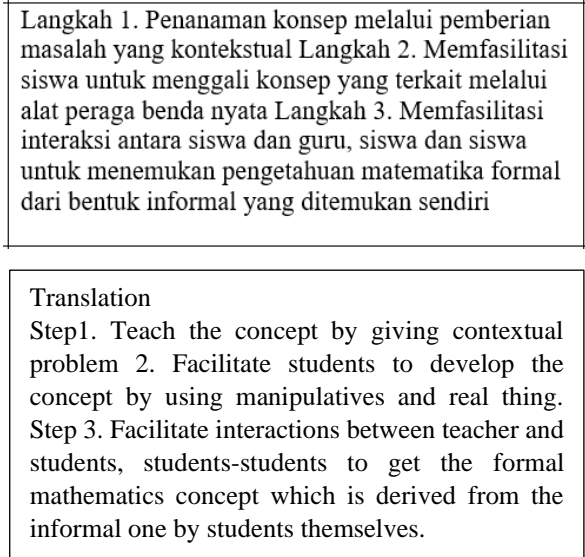 Langkah 1. Penanaman konsep melalui pemberian
masalah yang kontekstual Langkah 2. Memfasilitasi
siswa untuk menggali konsep yang terkait melalui
alat peraga benda nyata Langkah 3. Memfasilitasi
interaksi antara siswa dan guru, siswa dan siswa
untuk menemukan pengetahuan matematika formal
dari bentuk informal yang ditemukan sendiri
Translation
Step1. Teach the concept by giving contextual
problem 2. Facilitate students to develop the
concept by using manipulatives and real thing.
Step 3. Facilitate interactions between teacher and
students, students-students to get the formal
mathematics concept which is derived from the
informal one by students themselves.